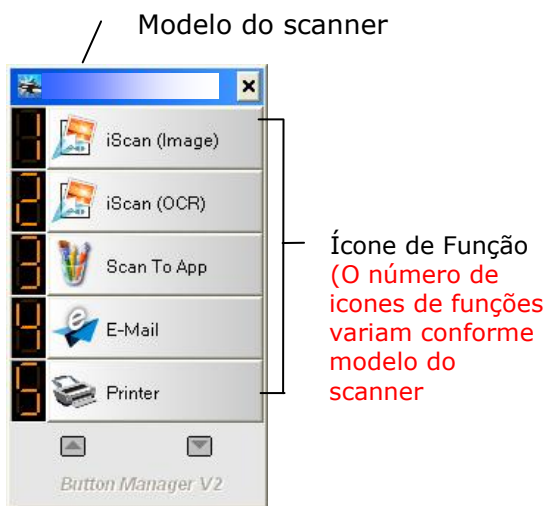 Modelo do scanner
1 iScan (Image)
2 iScan (OCR)
3 Scan To App
4 E-Mail
5 Printer
Button Manager V2
Ícone de Função
(O número de
icones de funções
variam conforme
modelo do
scanner